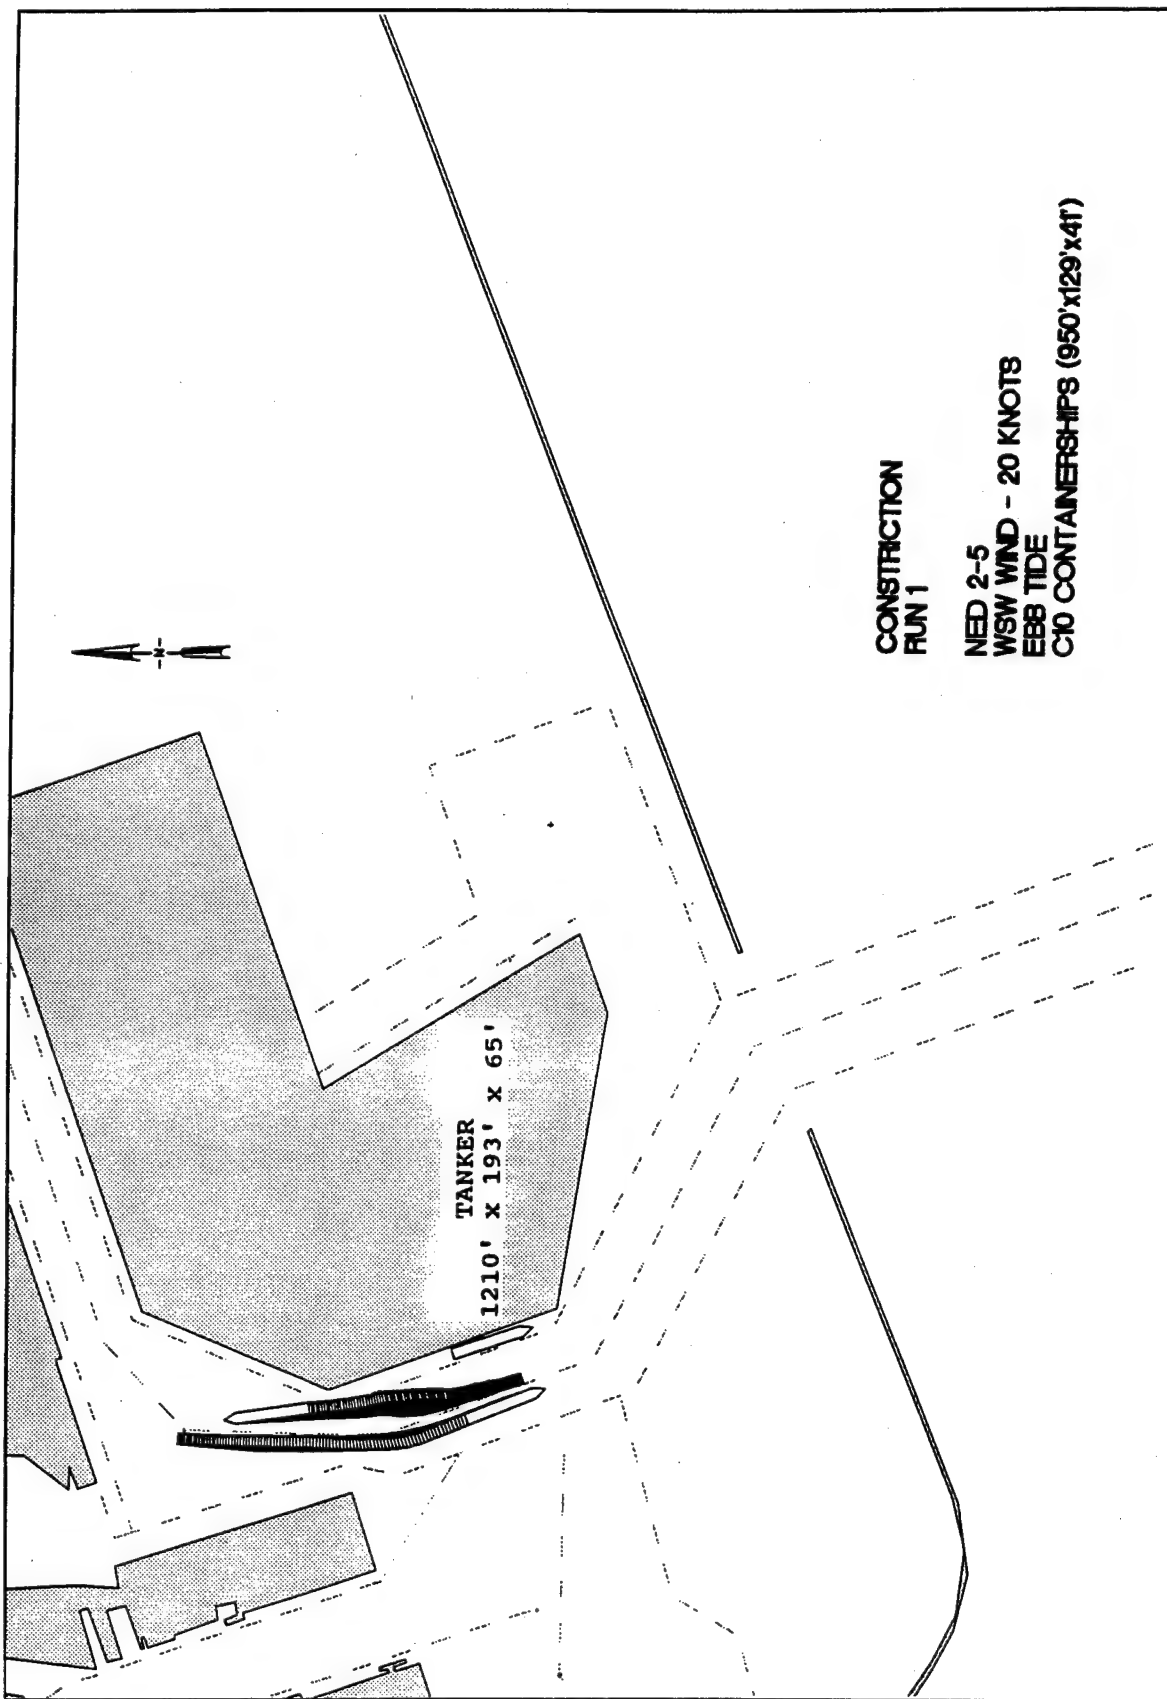 N
TANKER
1210' x 193' x 65'
CONSTRICTION
RUN 1
NED 2-5
WSW WIND - 20 KNOTS
EBB TIDE
C10 CONTAINERSHIPS (950'x129'x41')